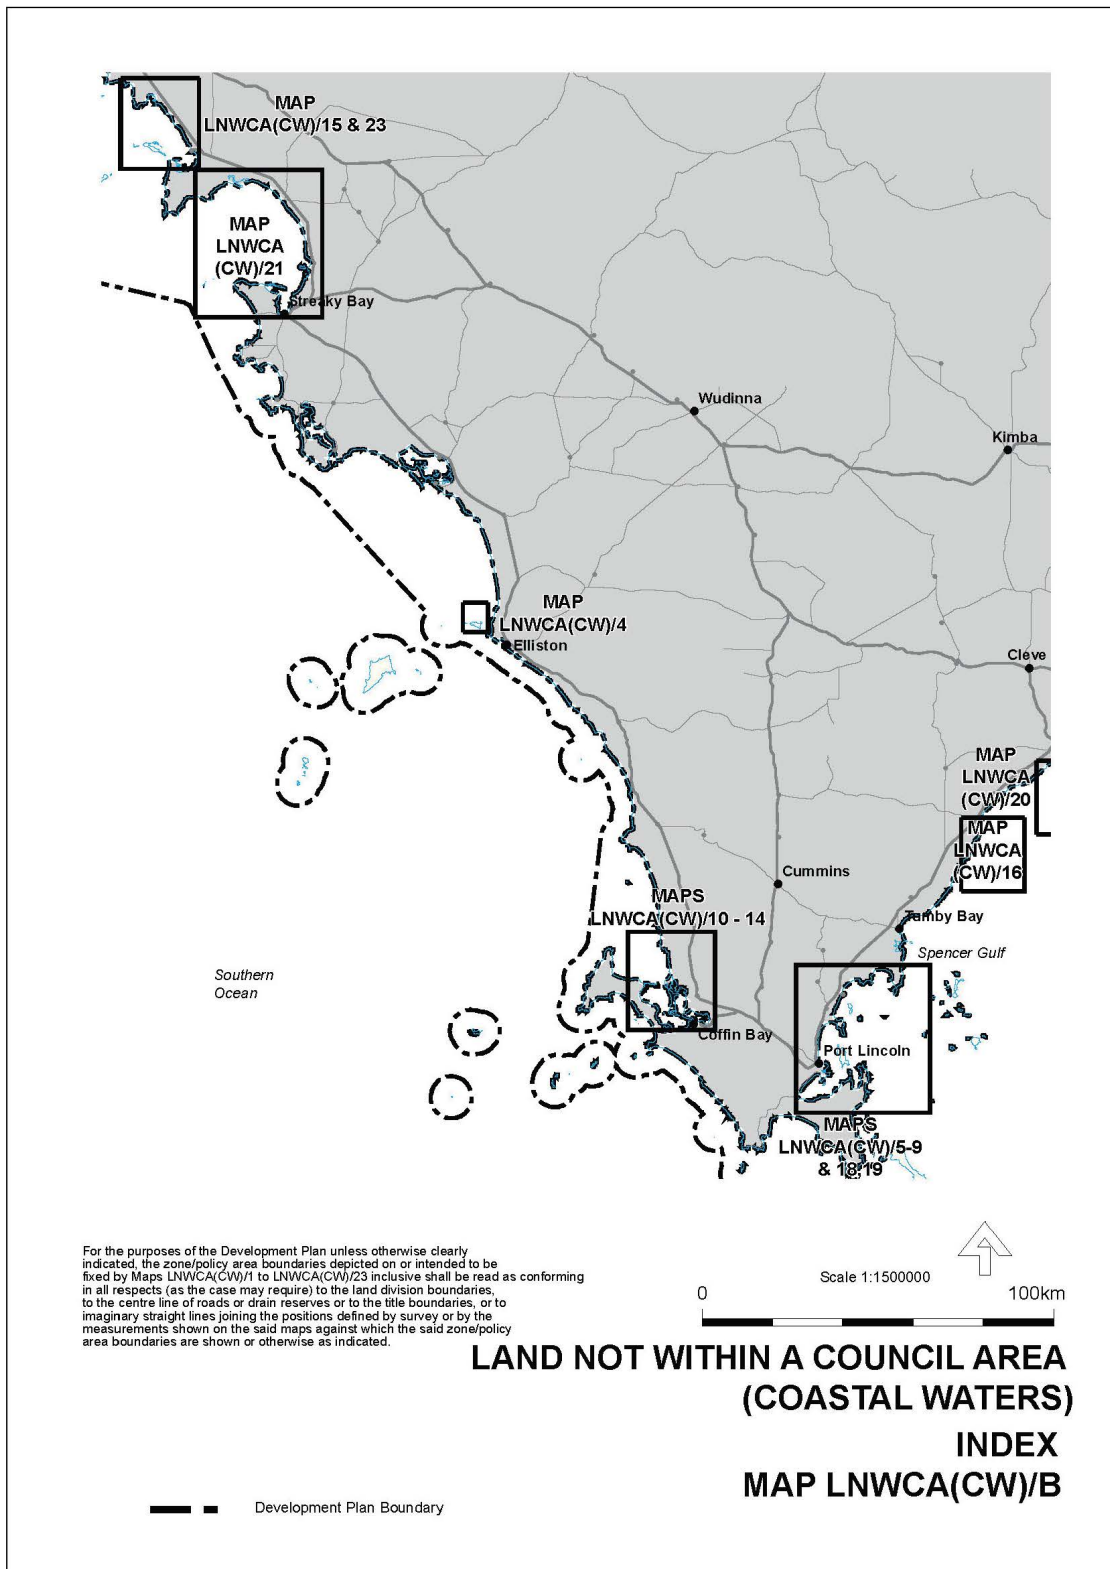 MAP
LNWCA(CW)/15 & 23
MAP
LNWCA
(CW)/21
Streaky Bay
Wudinna
Kimba
MAP
LNWCA(CW)/4
Elliston
Cleve
MAP
LNWCA
(CW)/20
MAP
LNWCA
(CW)/16
Cummins
MAPS
LNWCA(CW)/10 - 14
Tumby Bay
Spencer Gulf
Southern
Ocean
Coffin Bay
Port Lincoln
MAPS
LNWCA(CW)/5-9
& 18,19
For the purposes of the Development Plan unless otherwise clearly
indicated, the zone/policy area boundaries depicted on or intended to be
fixed by Maps LNWCA(CW)/1 to LNWCA(CW)/23 inclusive shall be read as conforming
in all respects (as the case may require) to the land division boundaries,
to the centre line of roads or drain reserves or to the title boundaries, or to
imaginary straight lines joining the positions defined by survey or by the
measurements shown on the said maps against which the said zone/policy
area boundaries are shown or otherwise as indicated.
Scale 1:1500000
0 100km
LAND NOT WITHIN A COUNCIL AREA
(COASTAL WATERS)
INDEX
MAP LNWCA(CW)/B
Development Plan Boundary